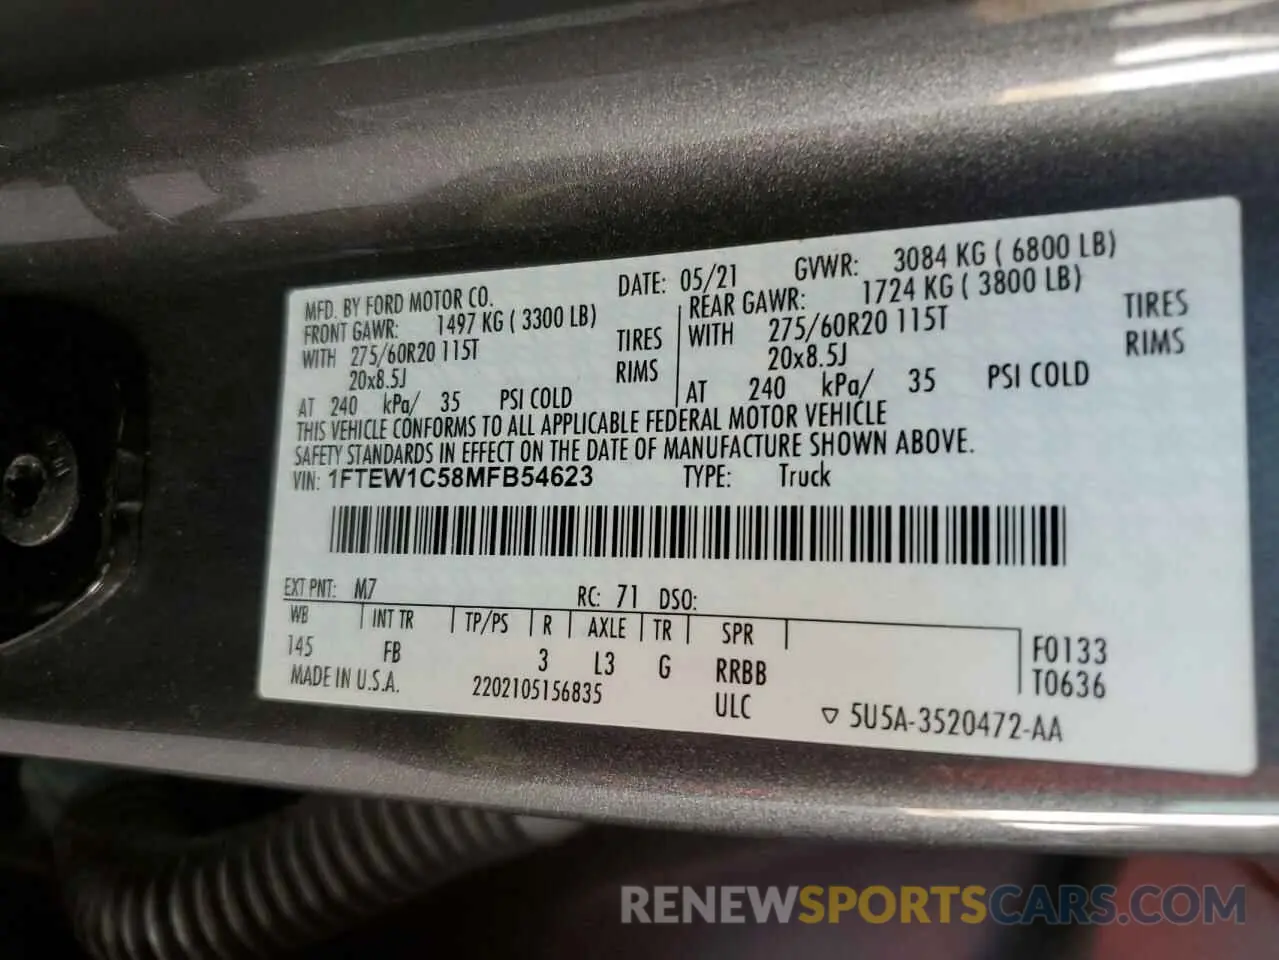 MFD. BY FORD MOTOR CO. DATE: 05/21 GVWR: 3084 KG ( 6800 LB)
FRONT GAWR: 1497 KG ( 3300 LB) REAR GAWR: 1724 KG ( 3800 LB)
WITH 275/60R20 115T TIRES WITH 275/60R20 115T TIRES
20x8.5J RIMS 20x8.5J RIMS
AT 240 kPa/ 35 PSI COLD AT 240 kPa/ 35 PSI COLD
THIS VEHICLE CONFORMS TO ALL APPLICABLE FEDERAL MOTOR VEHICLE
SAFETY STANDARDS IN EFFECT ON THE DATE OF MANUFACTURE SHOWN ABOVE.
VIN: 1FTEW1C58MFB54623 TYPE: Truck
EXT PNT: M7 RC: 71 DSO:
WB INT TR TP/PS R AXLE TR SPR
145 FB 3 L3 G RRBB F0133
MADE IN U.S.A. 2202105156835 ULC T0636
▽ 5U5A-3520472-AA
RENEWSPORTSCARS.COM